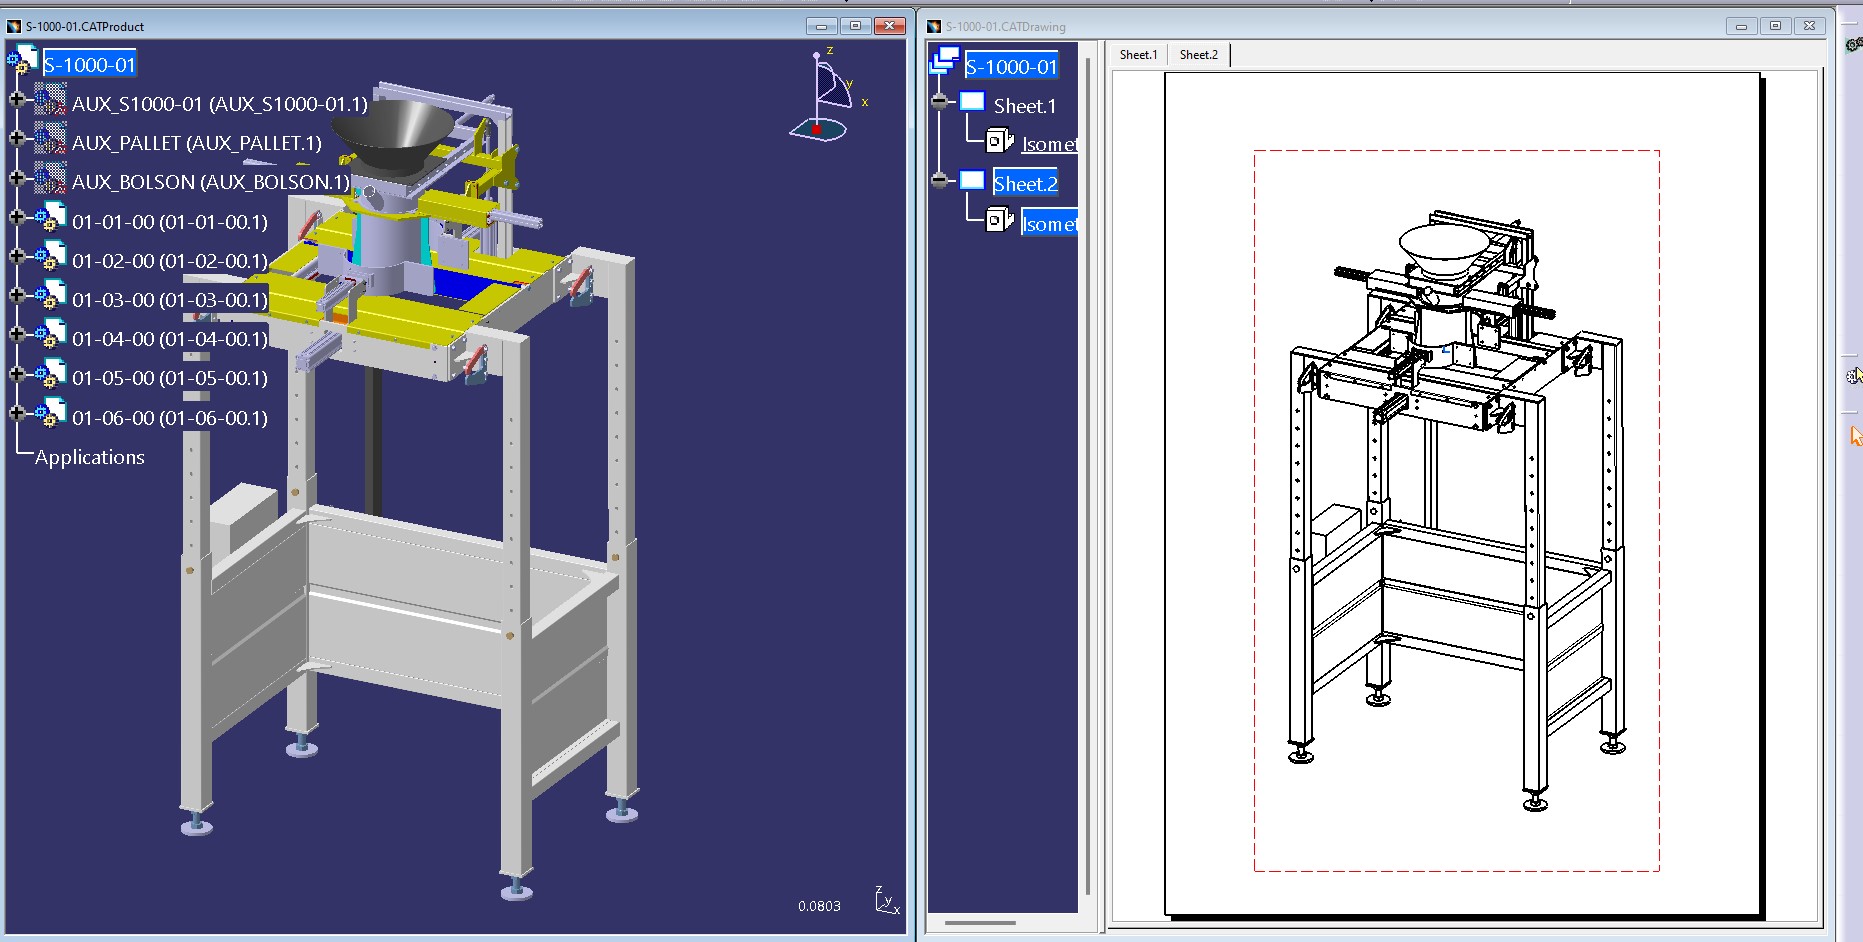 S-1000-01.CATProduct
S-1000-01
AUX_S1000-01 (AUX_S1000-01.1)
AUX_PALLET (AUX_PALLET.1)
AUX_BOLSON (AUX_BOLSON.1)
01-01-00 (01-01-00.1)
01-02-00 (01-02-00.1)
01-03-00 (01-03-00.1)
01-04-00 (01-04-00.1)
01-05-00 (01-05-00.1)
01-06-00 (01-06-00.1)
Applications
z
y
x
0.0803
z
y
x
S-1000-01.CATDrawing
S-1000-01
Sheet.1
Isomet
Sheet.2
Isomet
Sheet.1
Sheet.2